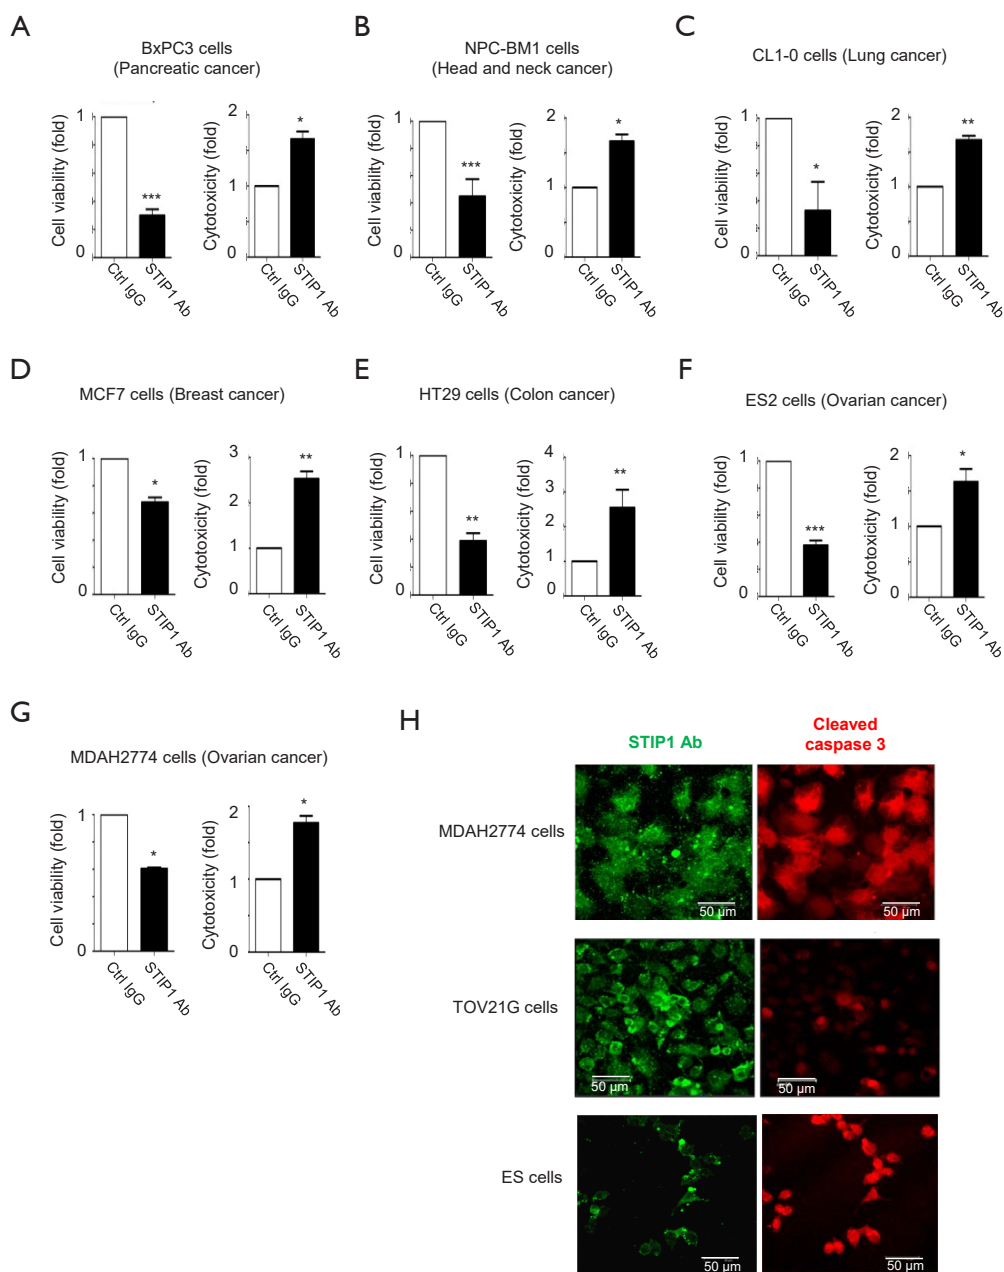 A
BxPC3 cells
(Pancreatic cancer)
Cell viability (fold)
1
0
***
Ctrl IgG
STIP1 Ab
Cytotoxicity (fold)
2
1
0
*
Ctrl IgG
STIP1 Ab
B
NPC-BM1 cells
(Head and neck cancer)
Cell viability (fold)
1
0
***
Ctrl IgG
STIP1 Ab
Cytotoxicity (fold)
2
1
0
*
Ctrl IgG
STIP1 Ab
C
CL1-0 cells (Lung cancer)
Cell viability (fold)
1
0
*
Ctrl IgG
STIP1 Ab
Cytotoxicity (fold)
2
1
0
**
Ctrl IgG
STIP1 Ab
D
MCF7 cells (Breast cancer)
Cell viability (fold)
1
0
*
Ctrl IgG
STIP1 Ab
Cytotoxicity (fold)
3
2
1
0
**
Ctrl IgG
STIP1 Ab
E
HT29 cells (Colon cancer)
Cell viability (fold)
1
0
**
Ctrl IgG
STIP1 Ab
Cytotoxicity (fold)
4
3
2
1
0
**
Ctrl IgG
STIP1 Ab
F
ES2 cells (Ovarian cancer)
Cell viability (fold)
1
0
***
Ctrl IgG
STIP1 Ab
Cytotoxicity (fold)
2
1
0
*
Ctrl IgG
STIP1 Ab
G
MDAH2774 cells (Ovarian cancer)
Cell viability (fold)
1
0
*
Ctrl IgG
STIP1 Ab
Cytotoxicity (fold)
2
1
0
*
Ctrl IgG
STIP1 Ab
H
STIP1 Ab
Cleaved
caspase 3
MDAH2774 cells
50 µm
50 µm
TOV21G cells
50 µm
50 µm
ES cells
50 µm
50 µm